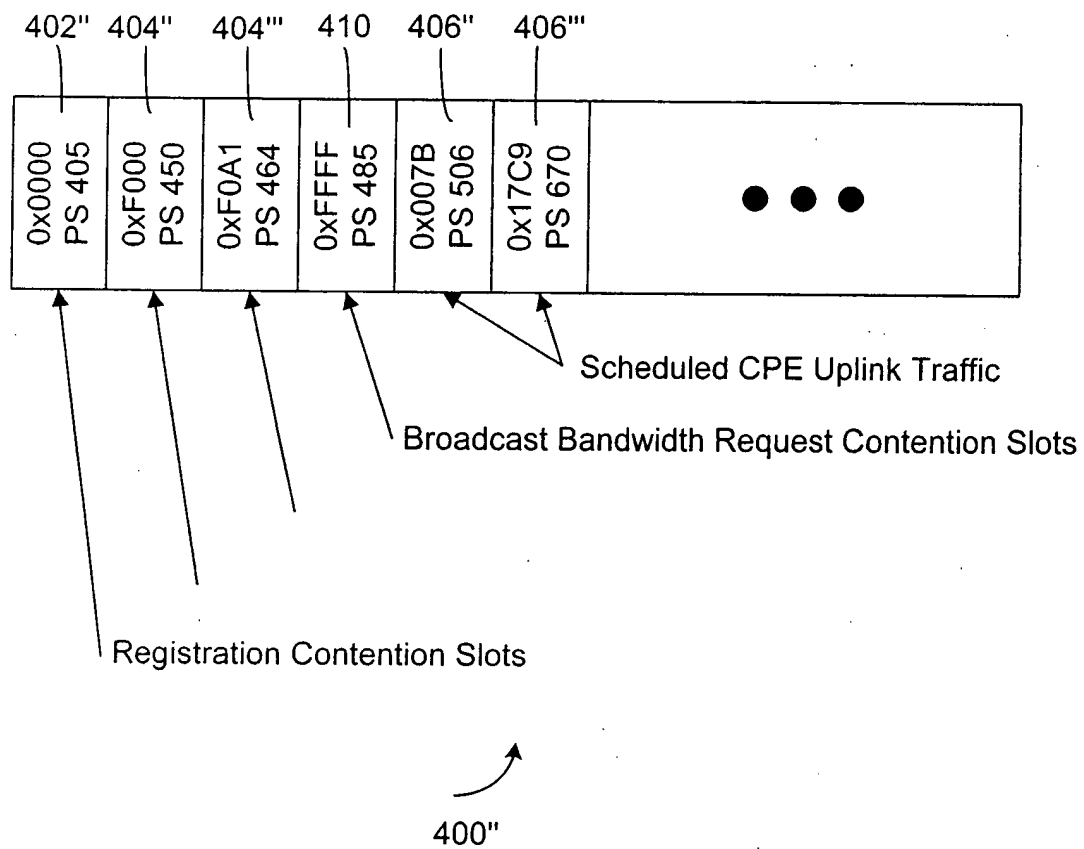 402" 404" 404''' 410 406" 406'''
0x0000
PS 405
0xF000
PS 450
0xF0A1
PS 464
0xFFFF
PS 485
0x007B
PS 506
0x17C9
PS 670
Scheduled CPE Uplink Traffic
Broadcast Bandwidth Request Contention Slots
Registration Contention Slots
400"